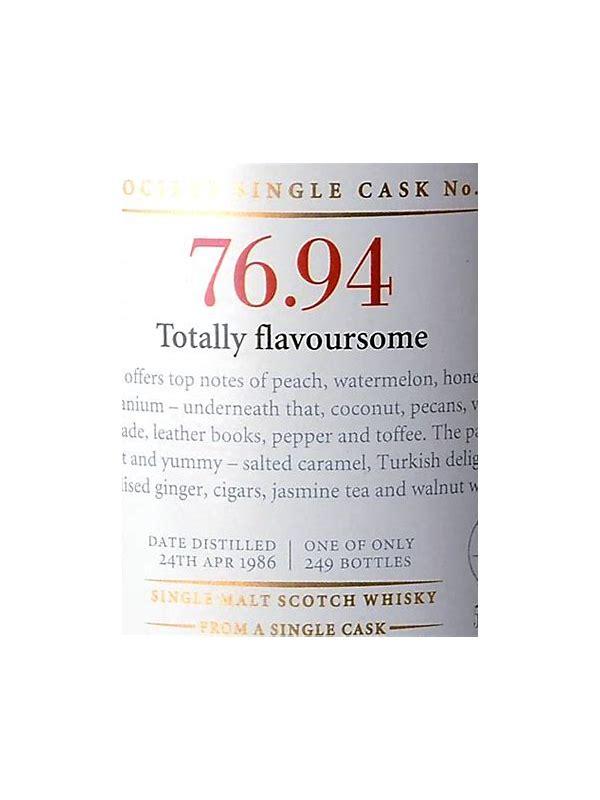 OCIETY SINGLE CASK No.
76.94
Totally flavoursome
offers top notes of peach, watermelon, hone
anium – underneath that, coconut, pecans, v
ade, leather books, pepper and toffee. The pa
t and yummy – salted caramel, Turkish delig
ised ginger, cigars, jasmine tea and walnut w
DATE DISTILLED
24TH APR 1986
ONE OF ONLY
249 BOTTLES
SINGLE MALT SCOTCH WHISKY
FROM A SINGLE CASK
5